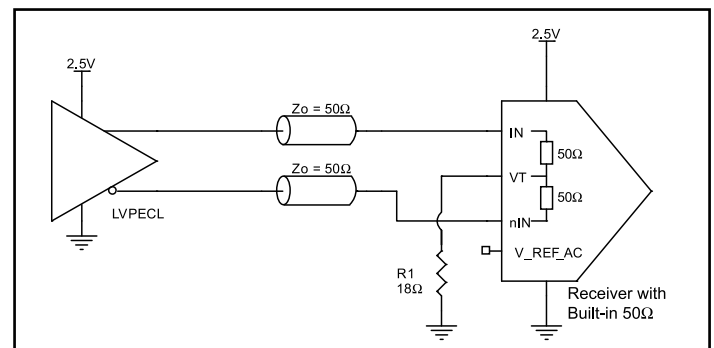 2.5V
2.5V
Zo = 50Ω
IN
50Ω
Zo = 50Ω
VT
50Ω
LVPECL
nIN
V_REF_AC
R1
18Ω
Receiver with
Built-in 50Ω